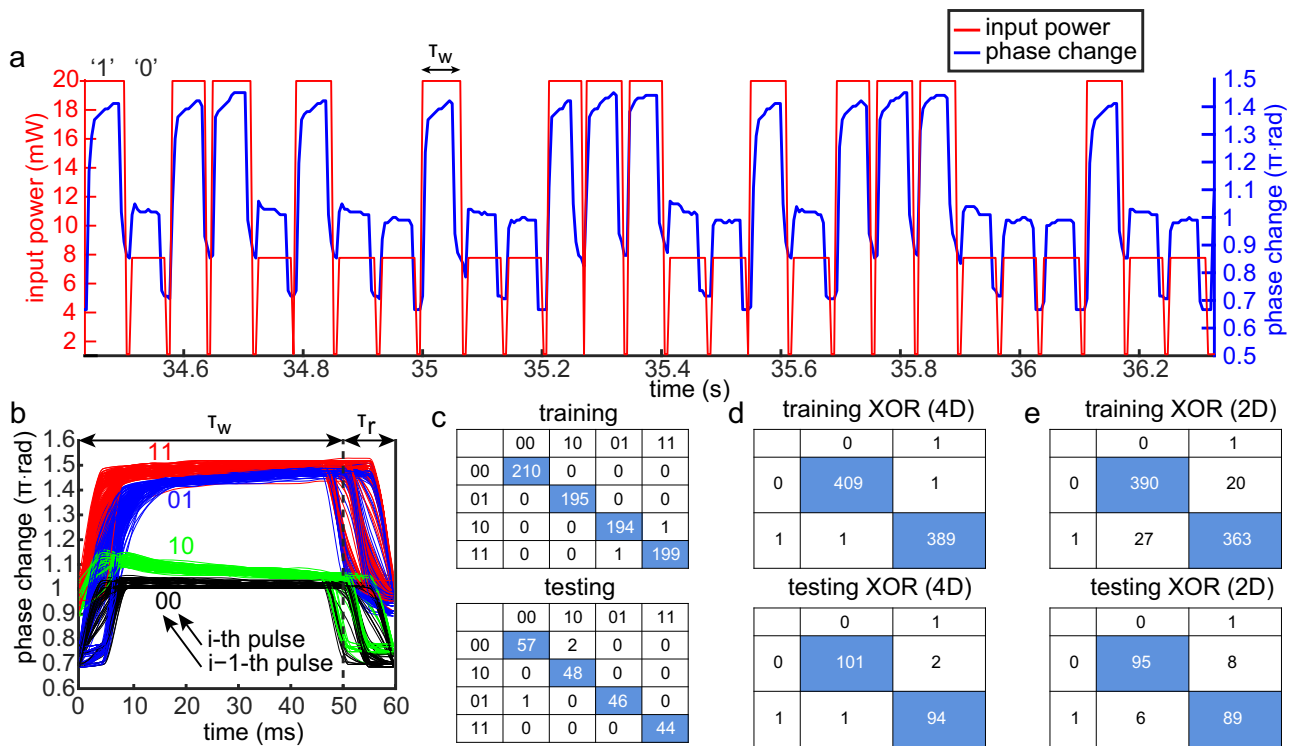 input power
phase change
a
‘1’ ‘0’
τw
20
18
16
14
12
10
8
6
4
2
input power (mW)
1.5
1.4
1.3
1.2
1.1
1
0.9
0.8
0.7
0.6
0.5
phase change (π·rad)
34.6 34.8 35 35.2 35.4 35.6 35.8 36 36.2
time (s)
b
τw τr
1.6
1.5
1.4
1.3
1.2
1.1
1
0.9
0.8
0.7
0.6
phase change (π·rad)
11
01
10
00
i-th pulse
i−1-th pulse
0 10 20 30 40 50 60
time (ms)
c
training
00 10 01 11
00 210 0 0 0
01 0 195 0 0
10 0 0 194 1
11 0 0 1 199
testing
00 10 01 11
00 57 2 0 0
10 0 48 0 0
01 1 0 46 0
11 0 0 0 44
d
training XOR (4D)
0 1
0 409 1
1 1 389
testing XOR (4D)
0 1
0 101 2
1 1 94
e
training XOR (2D)
0 1
0 390 20
1 27 363
testing XOR (2D)
0 1
0 95 8
1 6 89